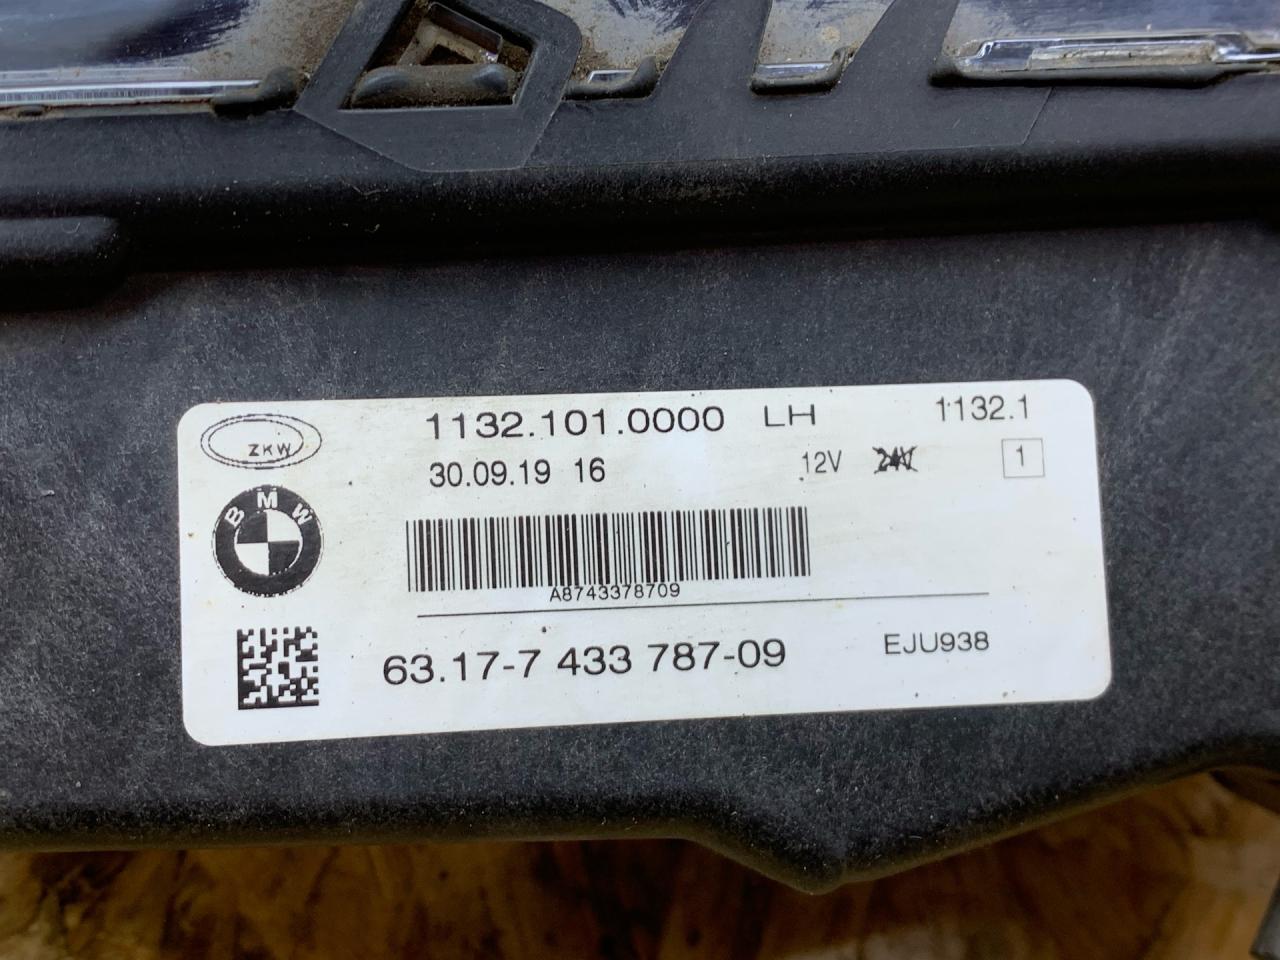 ZKW
1132.101.0000 LH 1132.1
30.09.19 16 12V 24V 1
BMW
A8743378709
63.17-7 433 787-09 EJU938